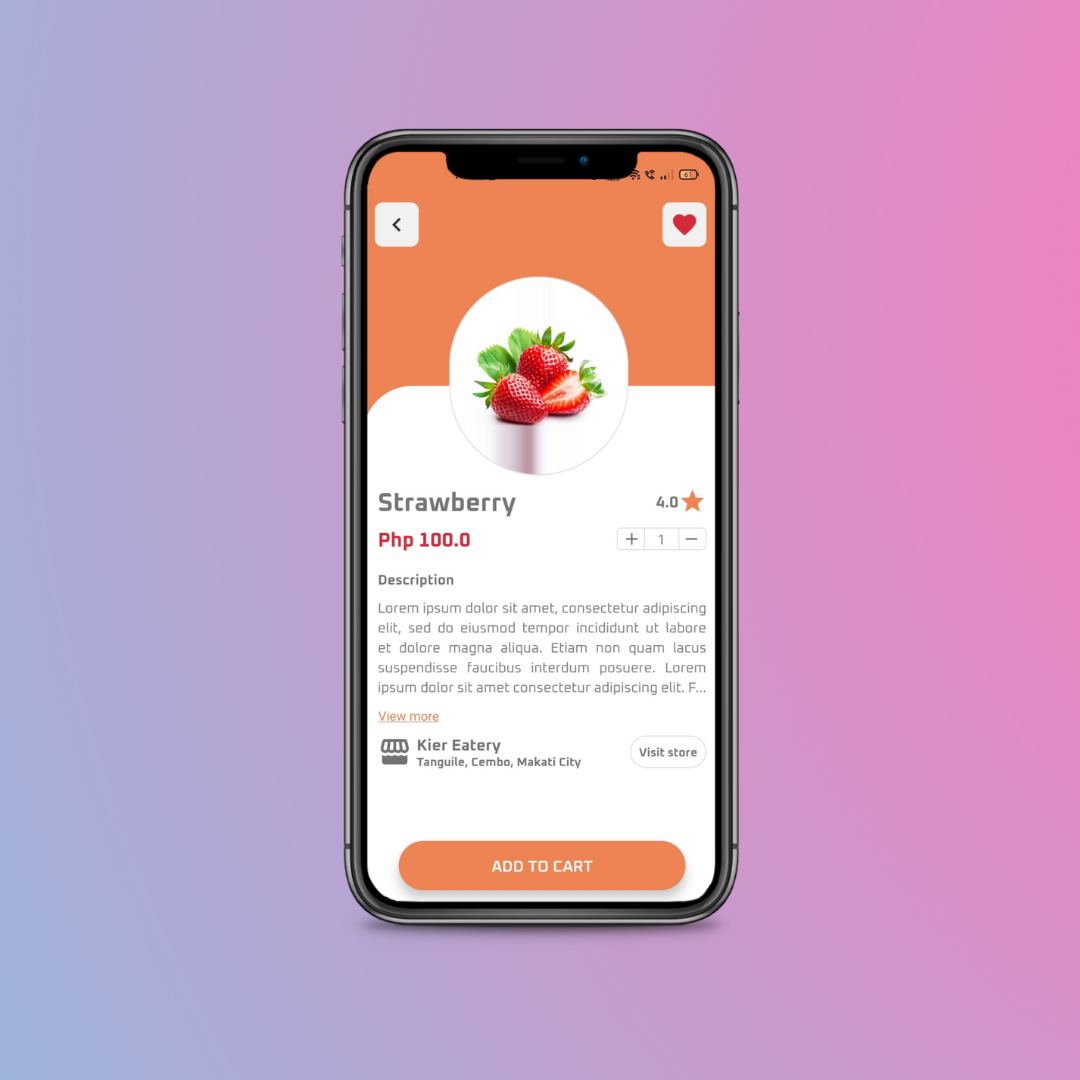 61
Strawberry
4.0
Php 100.0
+ 1 −
Description
Lorem ipsum dolor sit amet, consectetur adipiscing
elit, sed do eiusmod tempor incididunt ut labore
et dolore magna aliqua. Etiam non quam lacus
suspendisse faucibus interdum posuere. Lorem
ipsum dolor sit amet consectetur adipiscing elit. F...
View more
Kier Eatery
Tanguile, Cembo, Makati City
Visit store
ADD TO CART